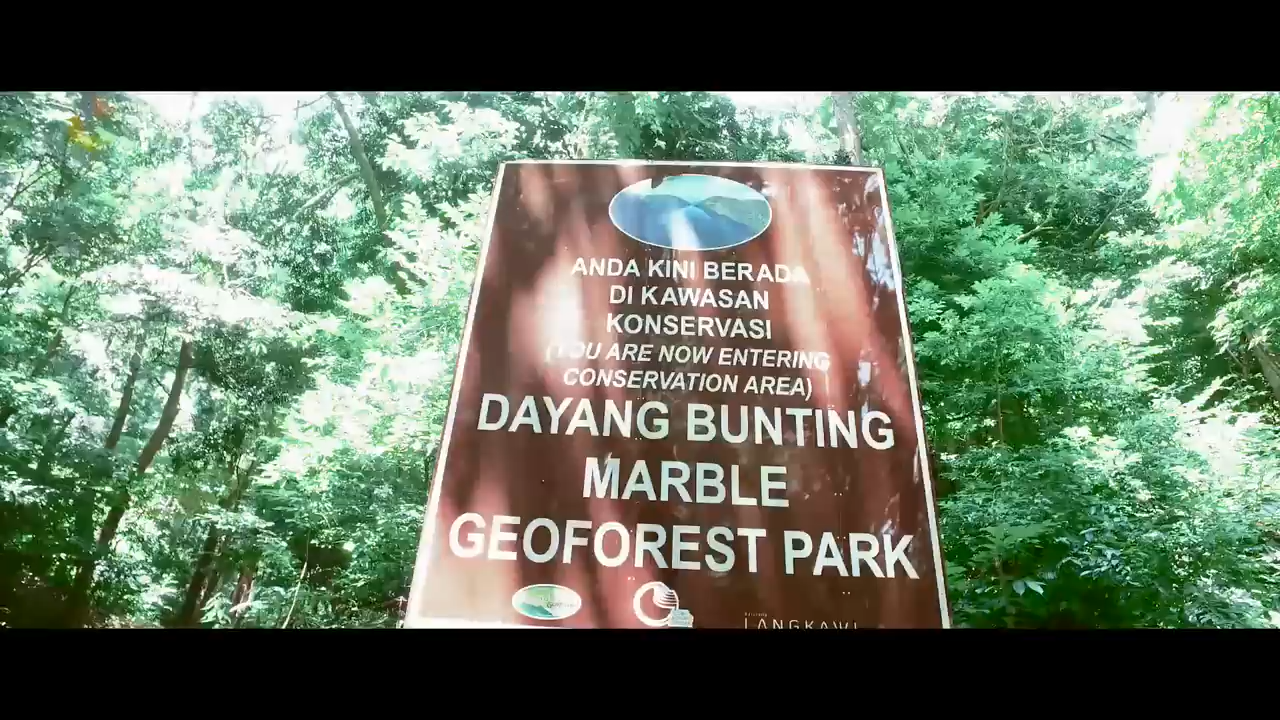 ANDA KINI BERADA
DI KAWASAN
KONSERVASI
(YOU ARE NOW ENTERING
CONSERVATION AREA)
DAYANG BUNTING
MARBLE
GEOFOREST PARK
LANGKAWI